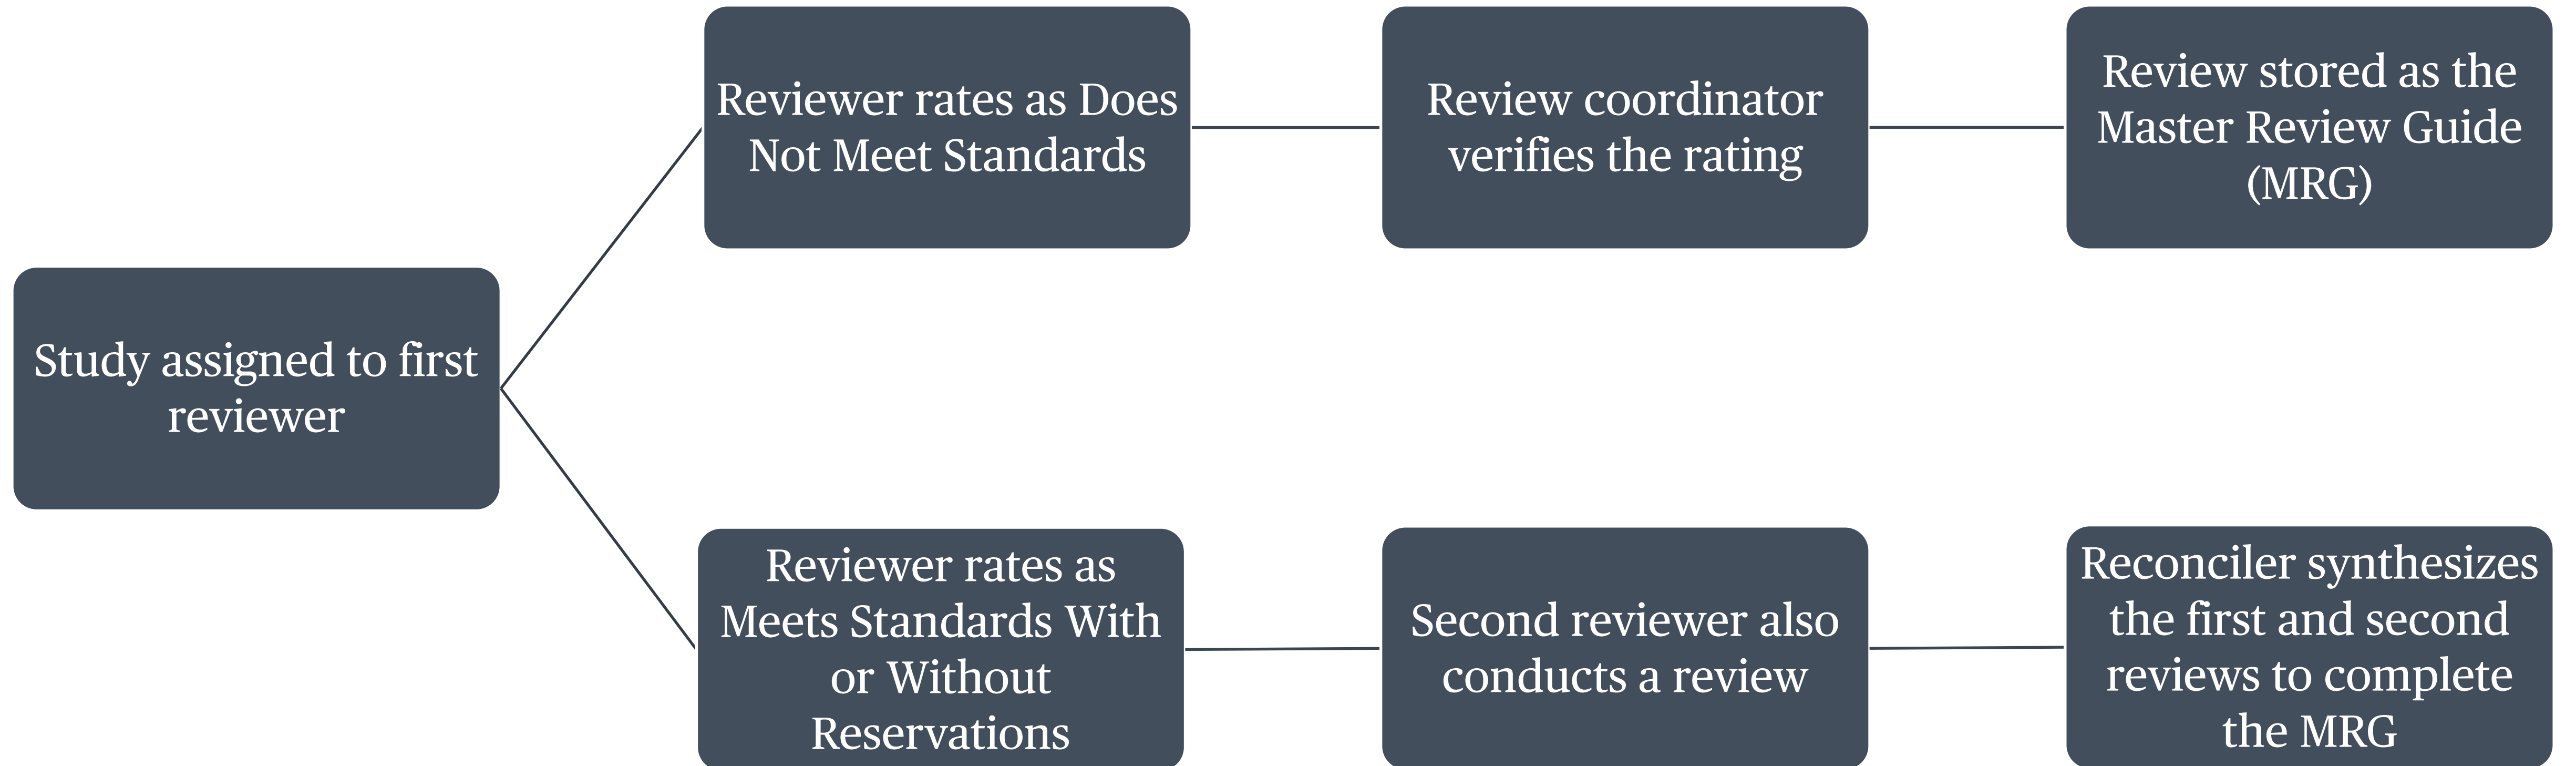 Study assigned to first
reviewer
Reviewer rates as Does
Not Meet Standards
Review coordinator
verifies the rating
Review stored as the
Master Review Guide
(MRG)
Reviewer rates as
Meets Standards With
or Without
Reservations
Second reviewer also
conducts a review
Reconciler synthesizes
the first and second
reviews to complete
the MRG